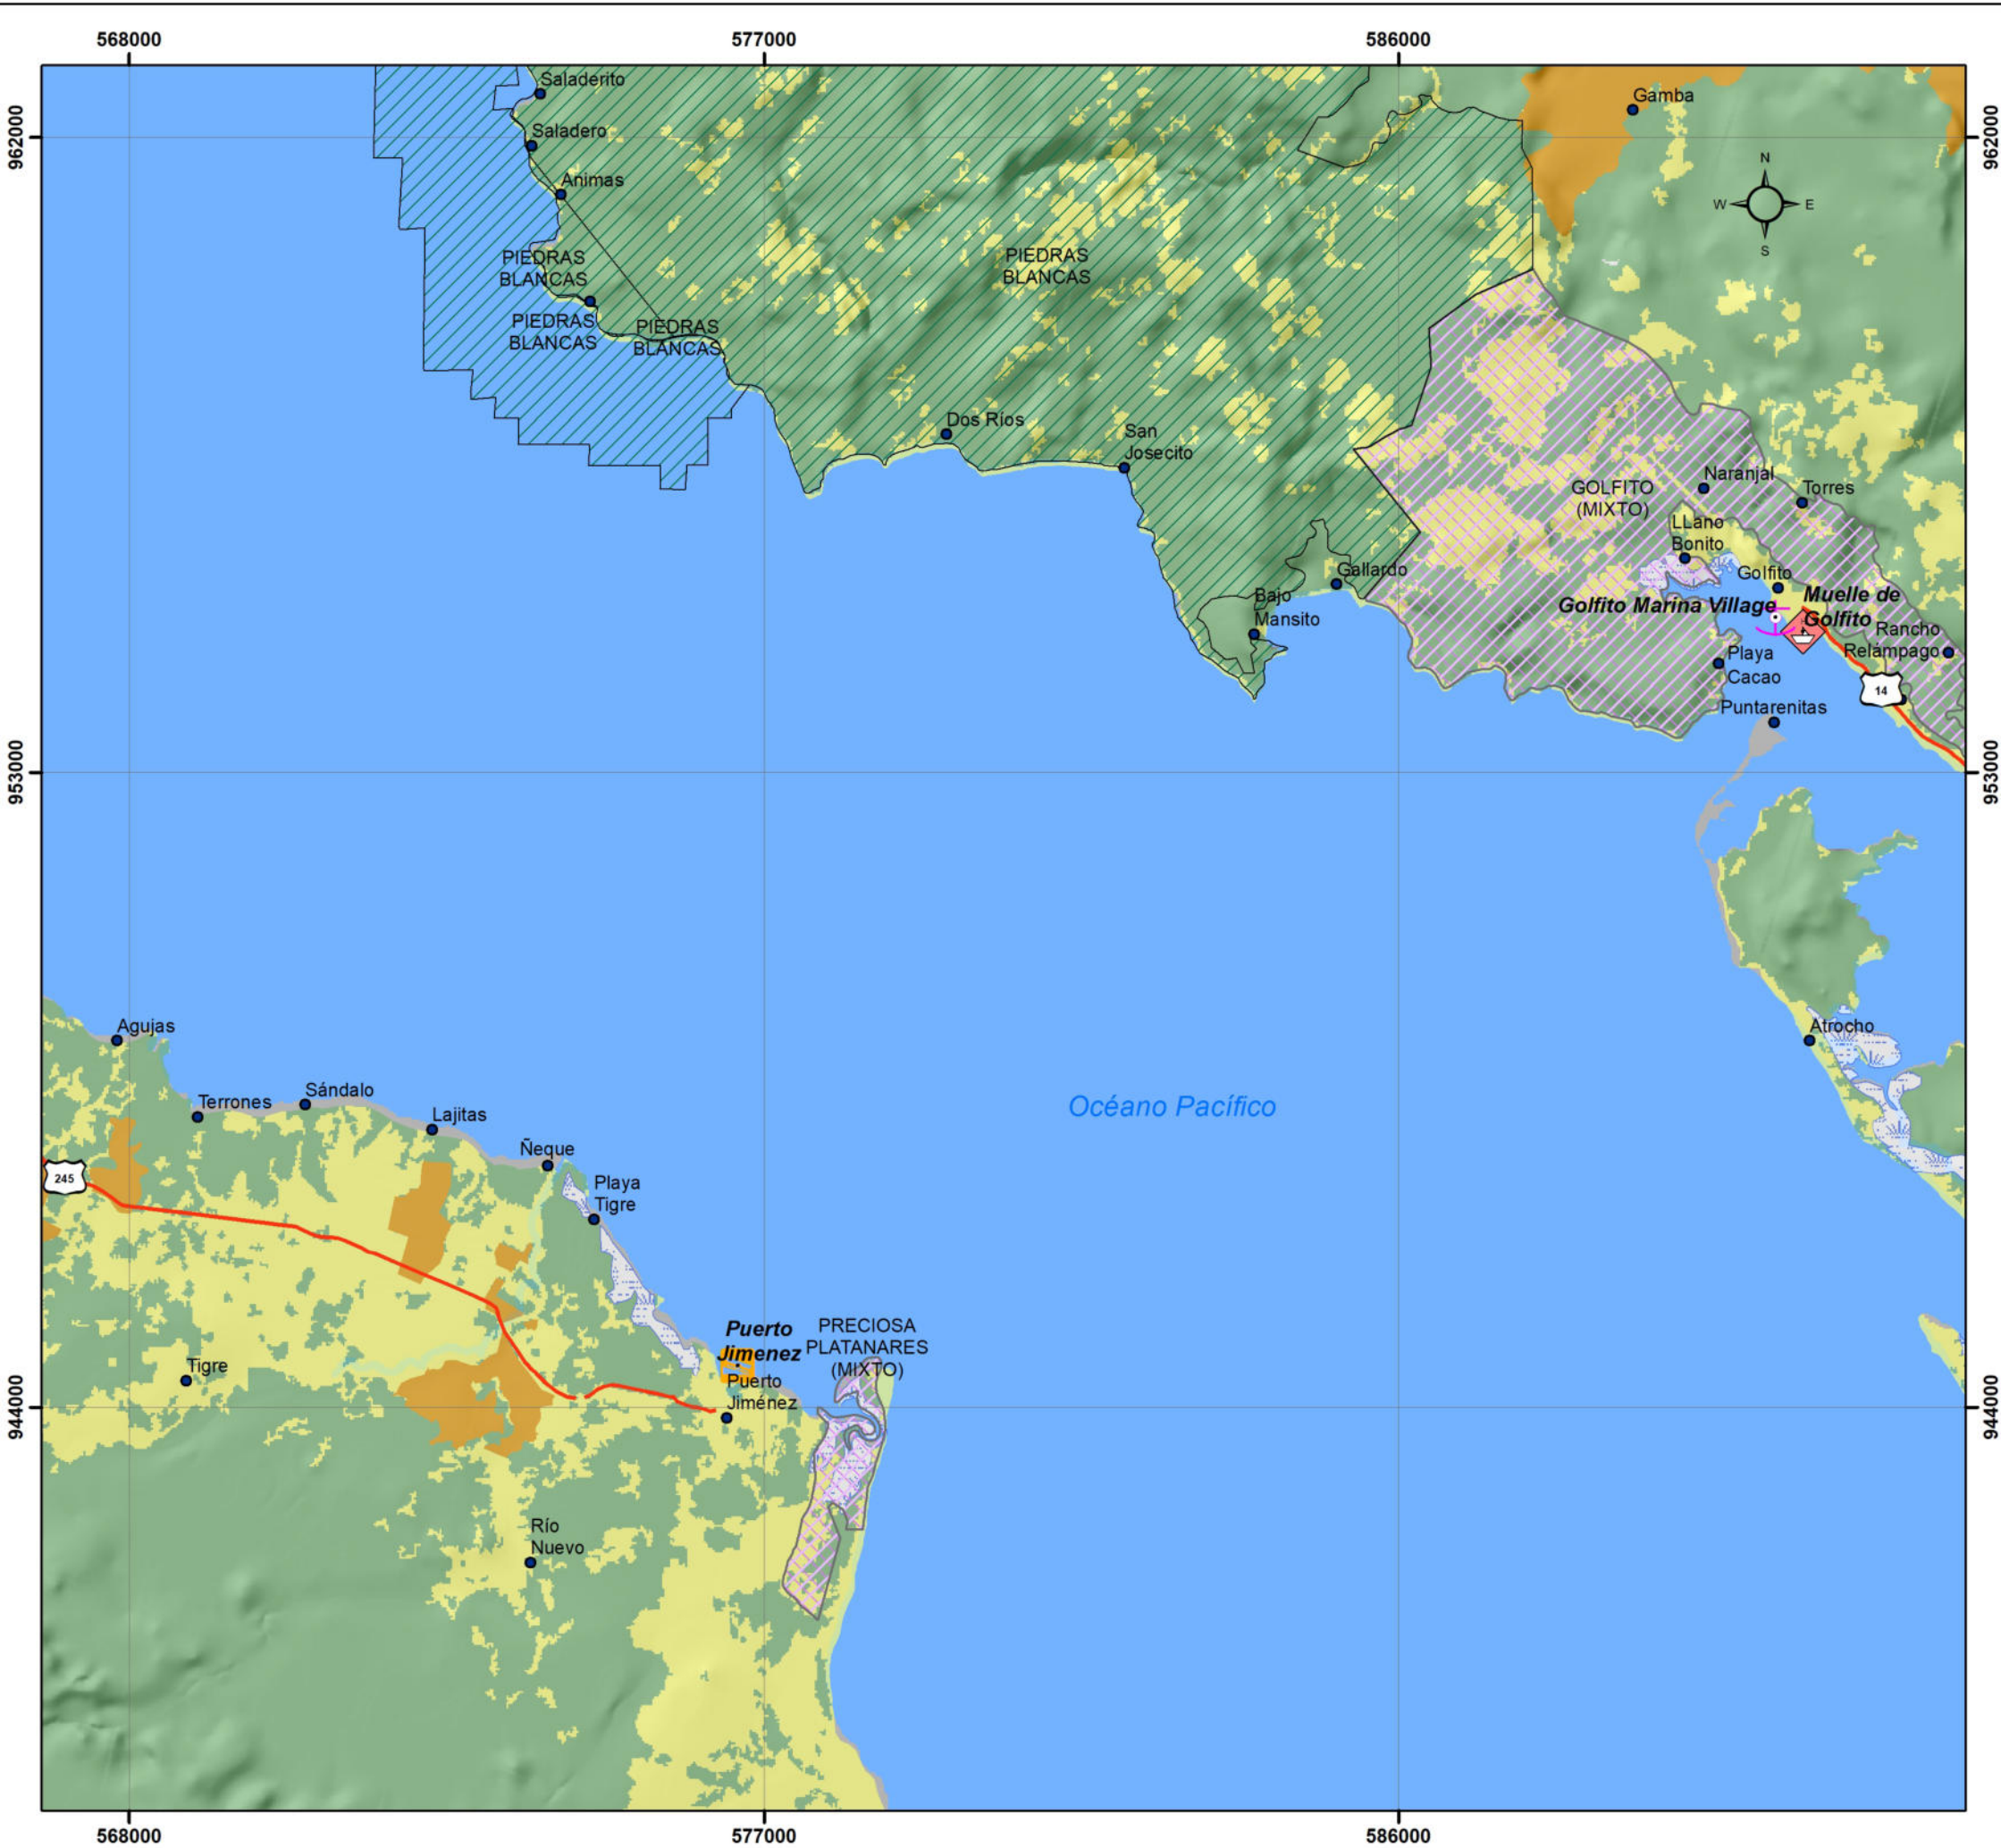 568000
577000
586000
962000
962000
Saladerito
Gamba
Saladero
N
Animas
W
E
S
PIEDRAS
BLANCAS
PIEDRAS
BLANCAS
PIEDRAS
BLANCAS
PIEDRAS
BLANCAS
Dos Ríos
San
Josecito
Naranjal
GOLFITO
(MIXTO)
Torres
LLano
Bonito
Gallardo
Golfito
Bajo
Mansito
Golfito Marina Village
Muelle de
Golfito
Rancho
Relámpago
Playa
Cacao
14
Puntarenitas
953000
953000
Agujas
Atrocho
Sándalo
Terrones
Océano Pacífico
Lajitas
Ñeque
245
Playa
Tigre
Puerto
Jimenez
PRECIOSA
PLATANARES
(MIXTO)
Tigre
Puerto
Jiménez
944000
944000
Río
Nuevo
568000
577000
586000